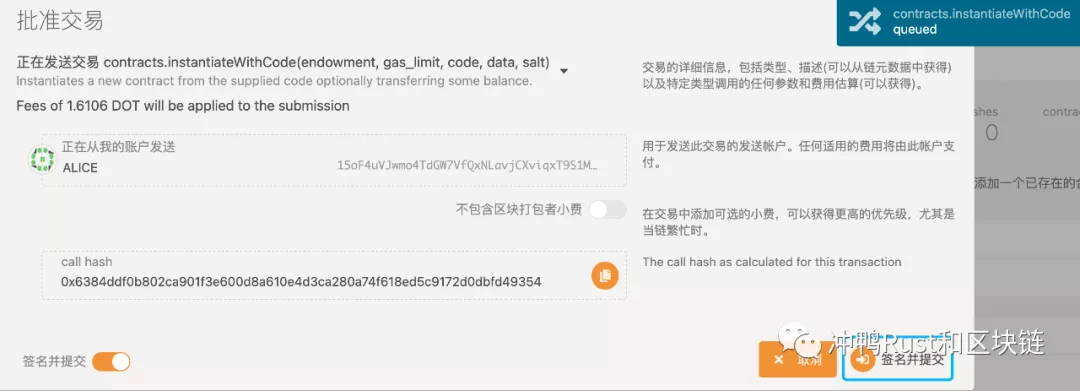 批准交易
contracts.instantiateWithCode
queued
正在发送交易 contracts.instantiateWithCode(endowment, gas_limit, code, data, salt)
Instantiates a new contract from the supplied code optionally transferring some balance.
交易的详细信息，包括类型、描述(可以从链元数据中获得)
以及特定类型调用的任何参数和费用估算(可以获得)。
Fees of 1.6106 DOT will be applied to the submission
shes
contrac
0
正在从我的账户发送
ALICE
15oF4uVJwmo4TdGW7VfQxNLavjCXviqxT9S1M…
用于发送此交易的发送帐户。任何适用的费用将由此帐户支
付。
添加一个已存在的合
不包含区块打包者小费
在交易中添加可选的小费，可以获得更高的优先级，尤其是
当链繁忙时。
call hash
0x6384ddf0b802ca901f3e600d8a610e4d3ca280a74f618ed5c9172d0dbfd49354
The call hash as calculated for this transaction
冲鸭Rust和区块链
签名并提交
取消
签名并提交